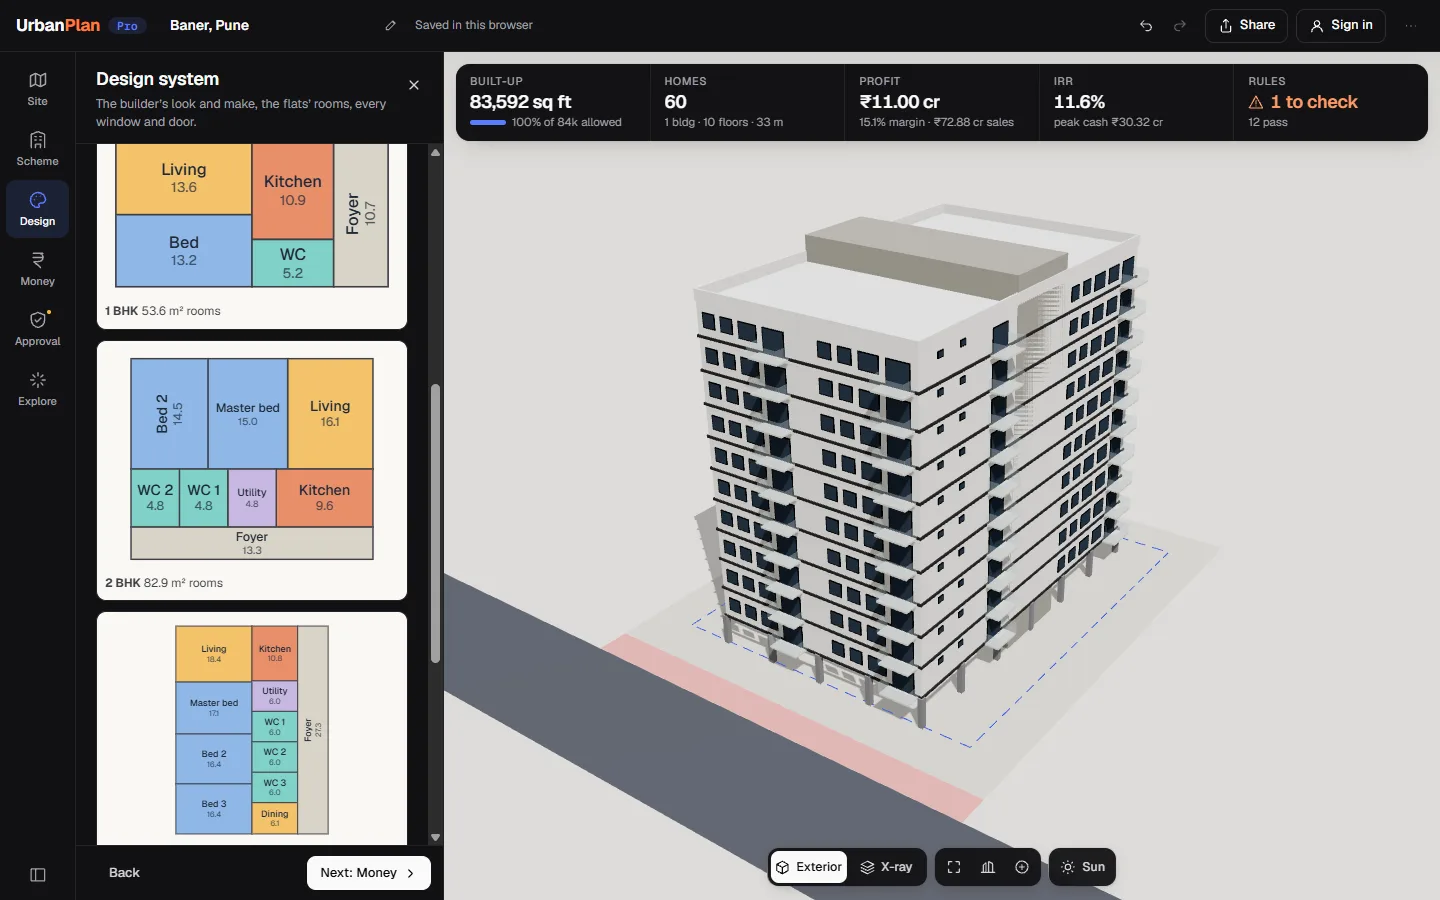 UrbanPlan Pro Baner, Pune Saved in this browser Share Sign in
Site
Scheme
Design
Money
Approval
Explore
Design system
The builder's look and make, the flats' rooms, every
window and door.
Living
13.6
Kitchen
10.9
Foyer
10.7
Bed
13.2
WC
5.2
1 BHK 53.6 m² rooms
Bed 2
14.5
Master bed
15.0
Living
16.1
WC 2
4.8
WC 1
4.8
Utility
4.8
Kitchen
9.6
Foyer
13.3
2 BHK 82.9 m² rooms
Living
18.4
Kitchen
10.8
Utility
6.0
Master bed
17.1
WC 1
6.0
Foyer
27.3
Bed 2
16.4
WC 2
6.0
WC 3
6.0
Bed 3
16.4
Dining
6.1
Back
Next: Money
BUILT-UP
83,592 sq ft
100% of 84k allowed
HOMES
60
1 bldg · 10 floors · 33 m
PROFIT
₹11.00 cr
15.1% margin · ₹72.88 cr sales
IRR
11.6%
peak cash ₹30.32 cr
RULES
1 to check
12 pass
Exterior X-ray Sun